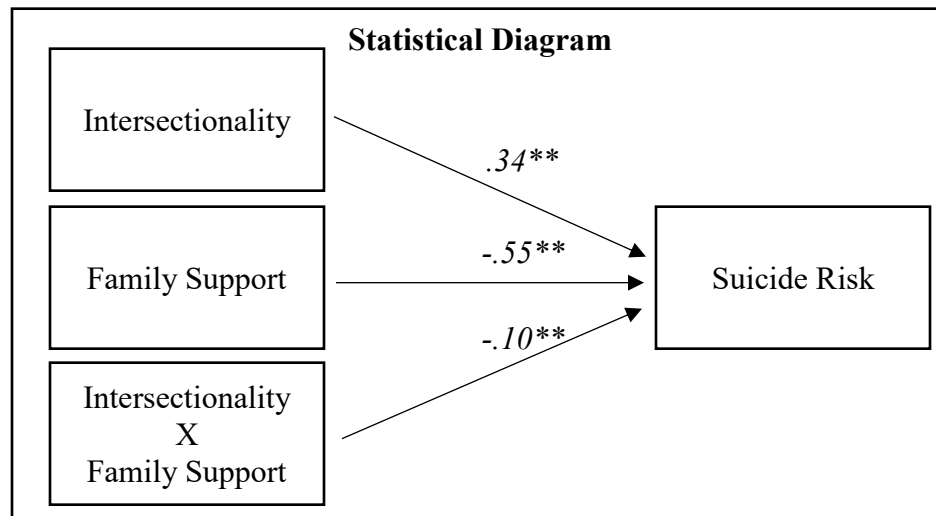 Statistical Diagram
Intersectionality
.34**
Family Support
-.55**
Suicide Risk
-.10**
Intersectionality
X
Family Support